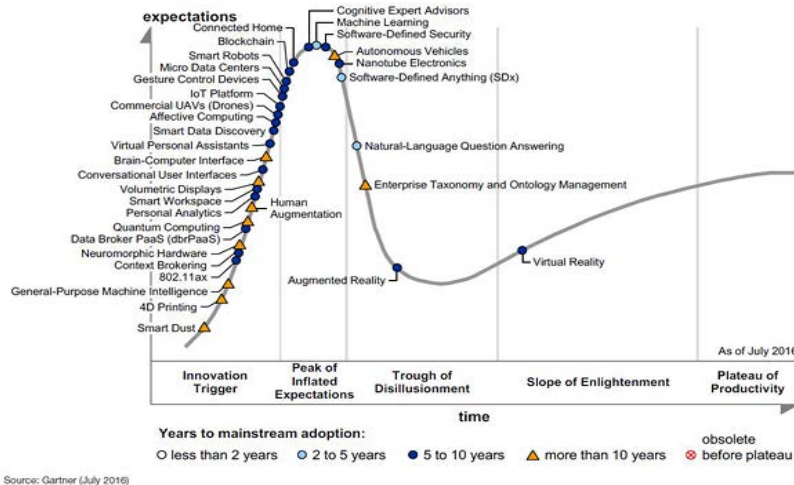 expectations
Cognitive Expert Advisors
Machine Learning
Software-Defined Security
Connected Home
Blockchain
Autonomous Vehicles
Smart Robots
Nanotube Electronics
Micro Data Centers
Gesture Control Devices
Software-Defined Anything (SDx)
IoT Platform
Commercial UAVs (Drones)
Affective Computing
Smart Data Discovery
Virtual Personal Assistants
Natural-Language Question Answering
Brain-Computer Interface
Conversational User Interfaces
Volumetric Displays
Enterprise Taxonomy and Ontology Management
Smart Workspace
Personal Analytics
Human
Augmentation
Quantum Computing
Data Broker PaaS (dbrPaaS)
Neuromorphic Hardware
Context Brokering
802.11ax
Augmented Reality
Virtual Reality
General-Purpose Machine Intelligence
4D Printing
Smart Dust
As of July 2016
Innovation
Trigger
Peak of
Inflated
Expectations
Trough of
Disillusionment
Slope of Enlightenment
Plateau of
Productivity
time
Years to mainstream adoption:
less than 2 years
2 to 5 years
5 to 10 years
more than 10 years
obsolete
before plateau
Source: Gartner (July 2016)